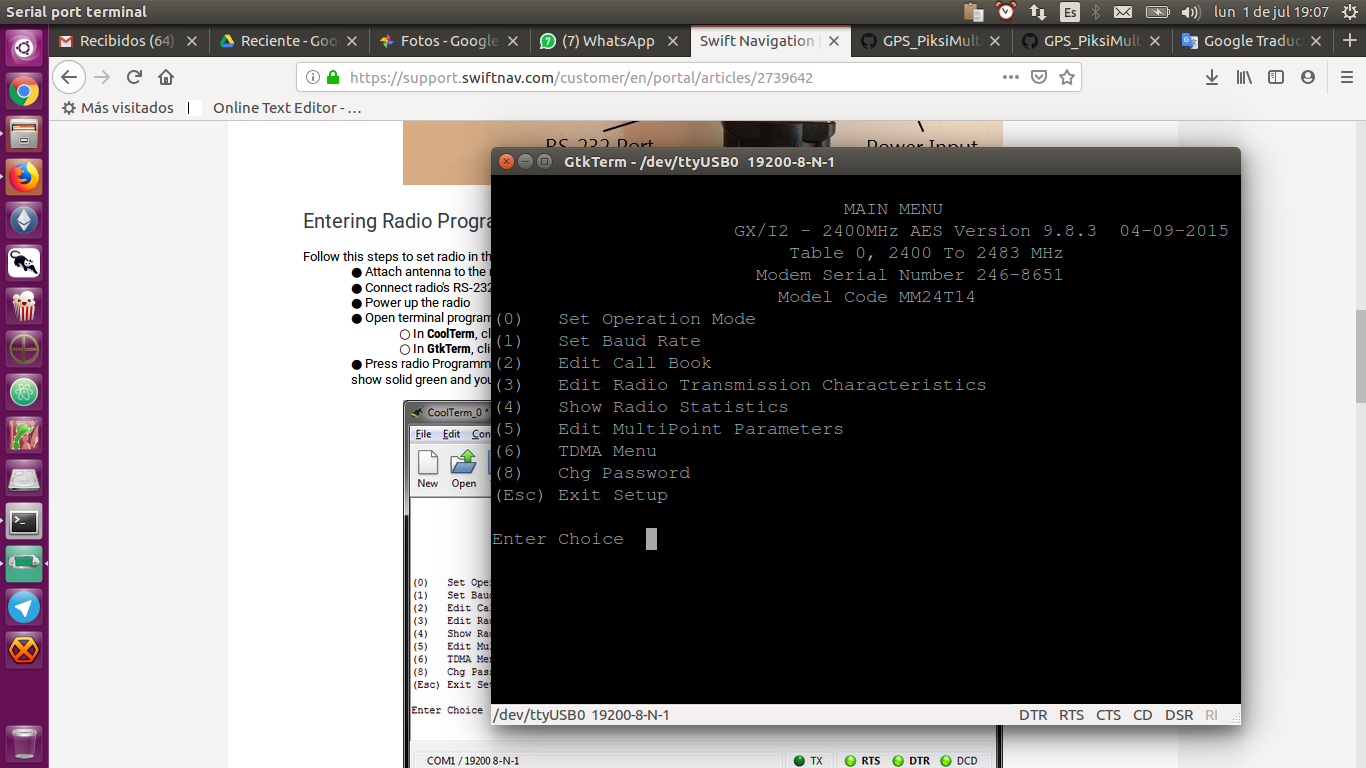 Serial port terminal
Es
lun 1 de jul 19:07
Recibidos (64)
Reciente - Goo
Fotos - Google
(7) WhatsApp
Swift Navigation |
GPS_PiksiMult
GPS_PiksiMult
Google Traduc
https://support.swiftnav.com/customer/en/portal/articles/2739642
Más visitados
Online Text Editor - …
RS-232 Port
Power Input
Entering Radio Progra
Follow this steps to set radio in th
● Attach antenna to the r
● Connect radio's RS-232
● Power up the radio
● Open terminal program
○ In CoolTerm, cl
○ In GtkTerm, cli
● Press radio Programm
show solid green and you
CoolTerm_0 *
File Edit Con
New Open
(0) Set Oper
(1) Set Baud
(2) Edit Cal
(3) Edit Rad
(4) Show Rad
(5) Edit Mul
(6) TDMA Men
(8) Chg Pass
(Esc) Exit Set
Enter Choice
COM1 / 19200 8-N-1
TX RTS DTR DCD
GtkTerm - /dev/ttyUSB0 19200-8-N-1
MAIN MENU
GX/I2 - 2400MHz AES Version 9.8.3 04-09-2015
Table 0, 2400 To 2483 MHz
Modem Serial Number 246-8651
Model Code MM24T14
(0) Set Operation Mode
(1) Set Baud Rate
(2) Edit Call Book
(3) Edit Radio Transmission Characteristics
(4) Show Radio Statistics
(5) Edit MultiPoint Parameters
(6) TDMA Menu
(8) Chg Password
(Esc) Exit Setup
Enter Choice
/dev/ttyUSB0 19200-8-N-1
DTR RTS CTS CD DSR RI